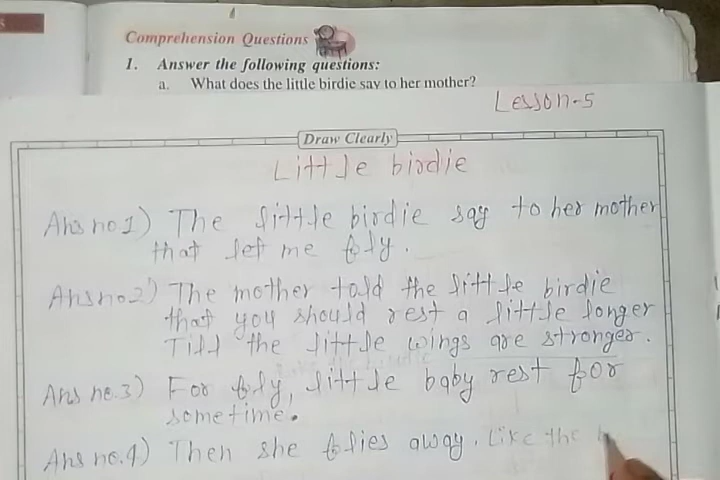 Comprehension Questions
1. Answer the following questions:
a. What does the little birdie say to her mother?
Lesson-5
Draw Clearly
Little birdie
Ans no 1) The little birdie say to her mother
that let me fly.
Ans no 2) The mother told the little birdie
that you should rest a little longer
Till the little wings are stronger.
Ans no.3) For fly, little baby rest for
sometime.
Ans no.4) Then she flies away. Like the